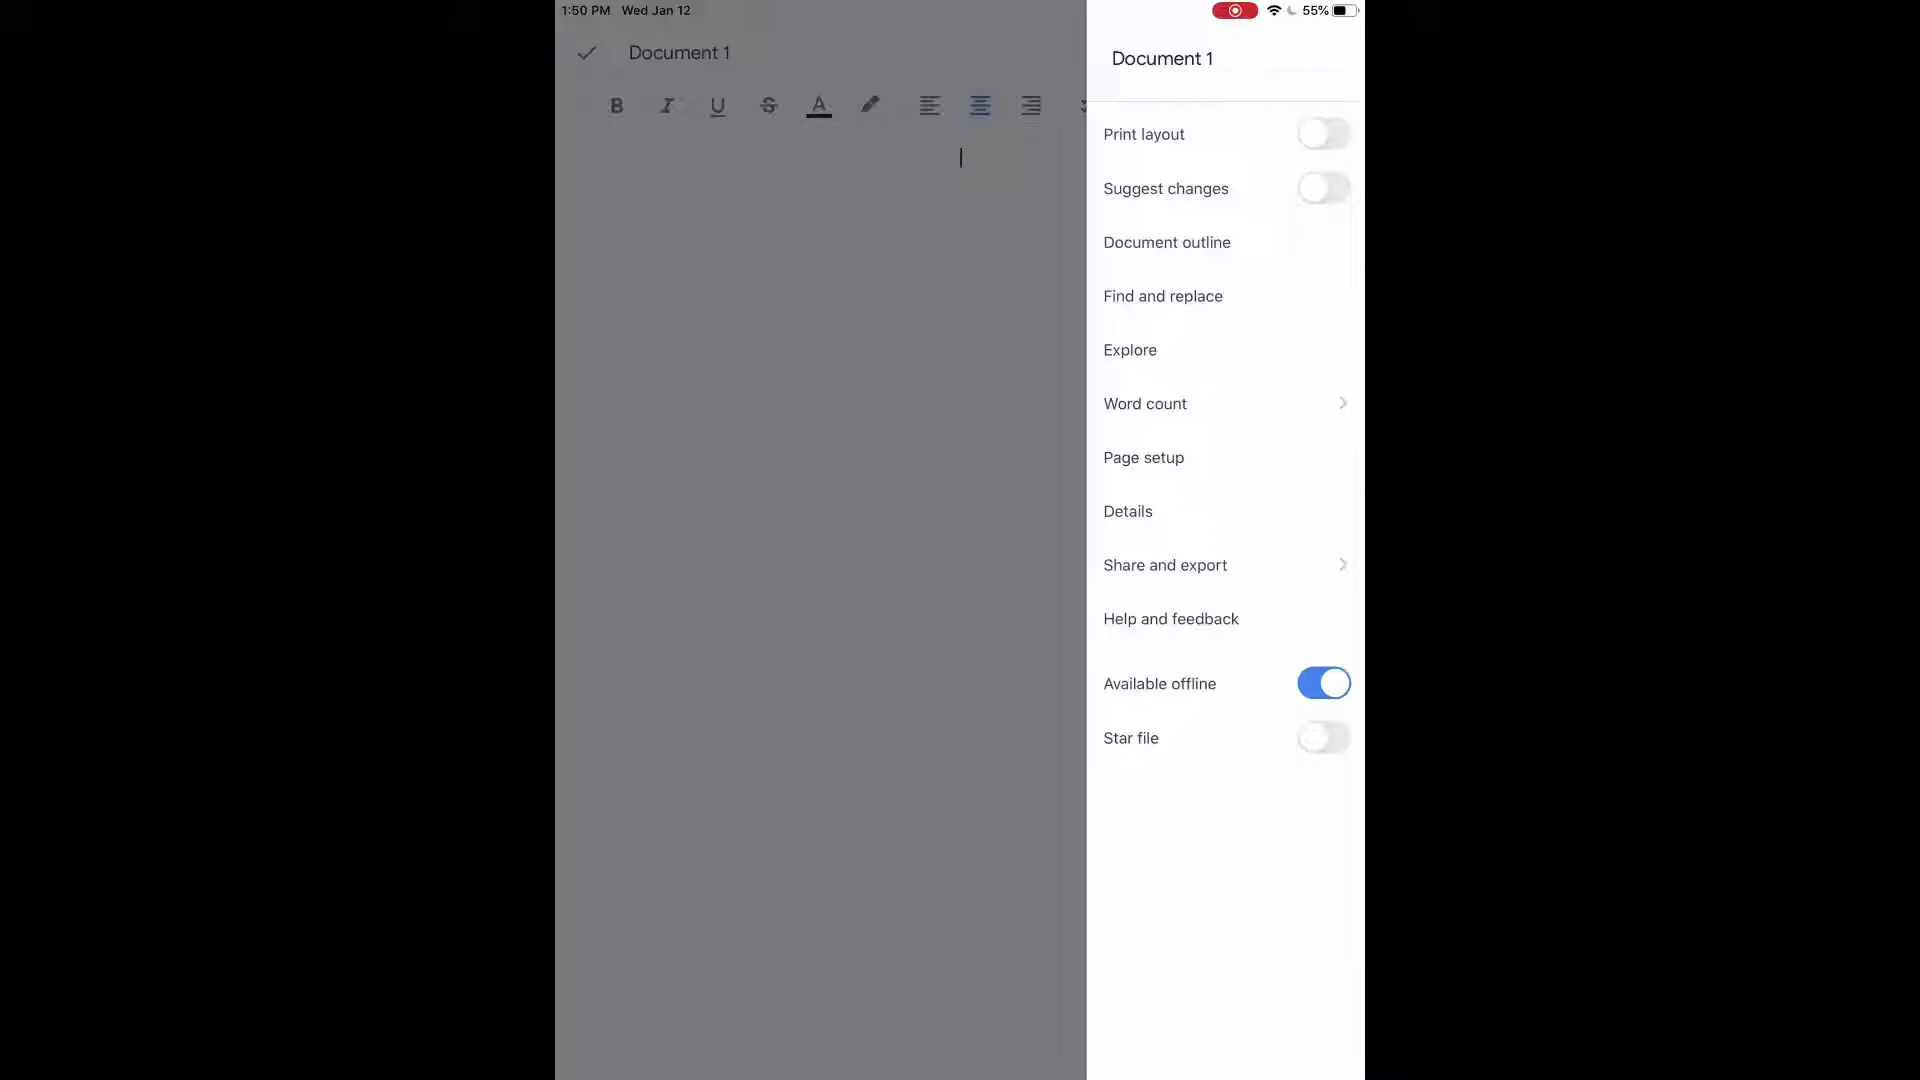 1:50 PM Wed Jan 12
55%
Document 1
B I U S A
Document 1
Print layout
Suggest changes
Document outline
Find and replace
Explore
Word count
Page setup
Details
Share and export
Help and feedback
Available offline
Star file